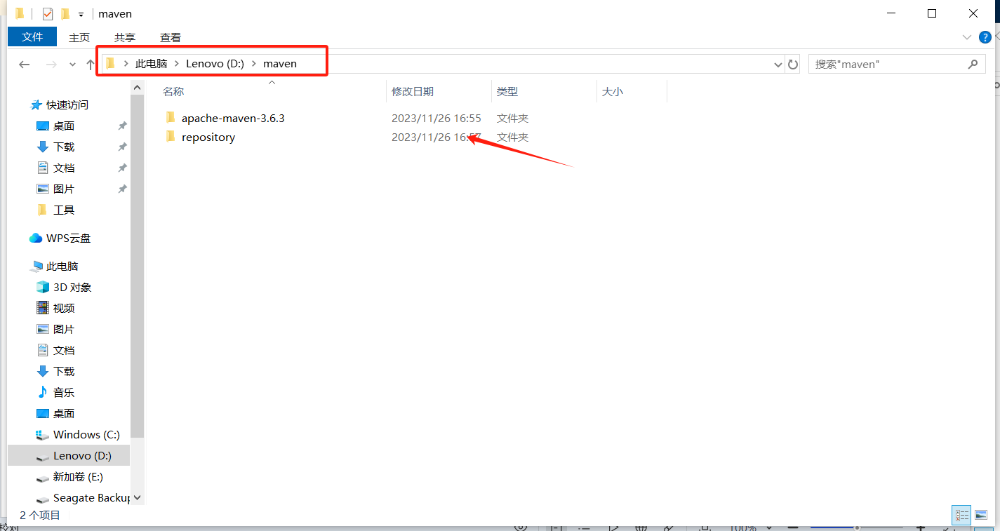 maven
文件 主页 共享 查看
此电脑 Lenovo (D:) maven 搜索"maven"
名称 修改日期 类型 大小
apache-maven-3.6.3 2023/11/26 16:55 文件夹
repository 2023/11/26 16:57 文件夹
快速访问
桌面
下载
文档
图片
工具
WPS云盘
此电脑
3D 对象
视频
图片
文档
下载
音乐
桌面
Windows (C:)
Lenovo (D:)
新加卷 (E:)
Seagate Backup
2 个项目
校对 100%